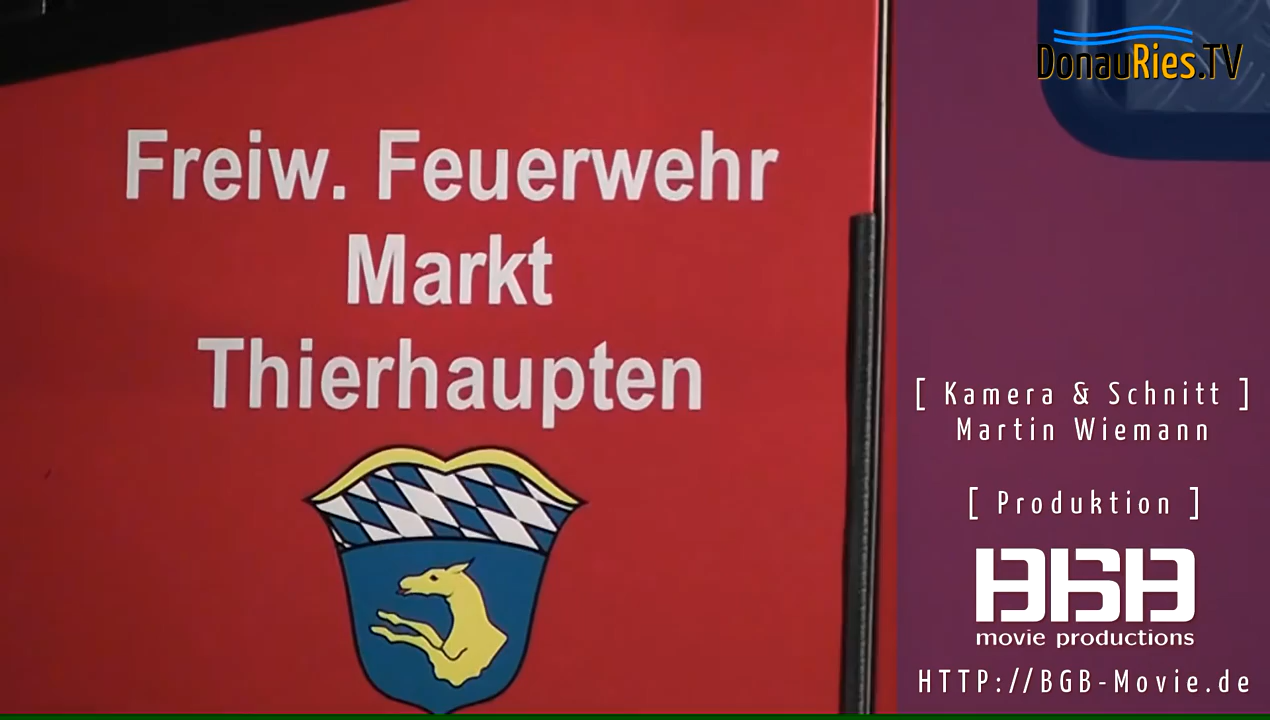 DonauRies.TV
Freiw. Feuerwehr
Markt
Thierhaupten
[ Kamera & Schnitt ]
Martin Wiemann
[ Produktion ]
BGB
movie productions
HTTP://BGB-Movie.de